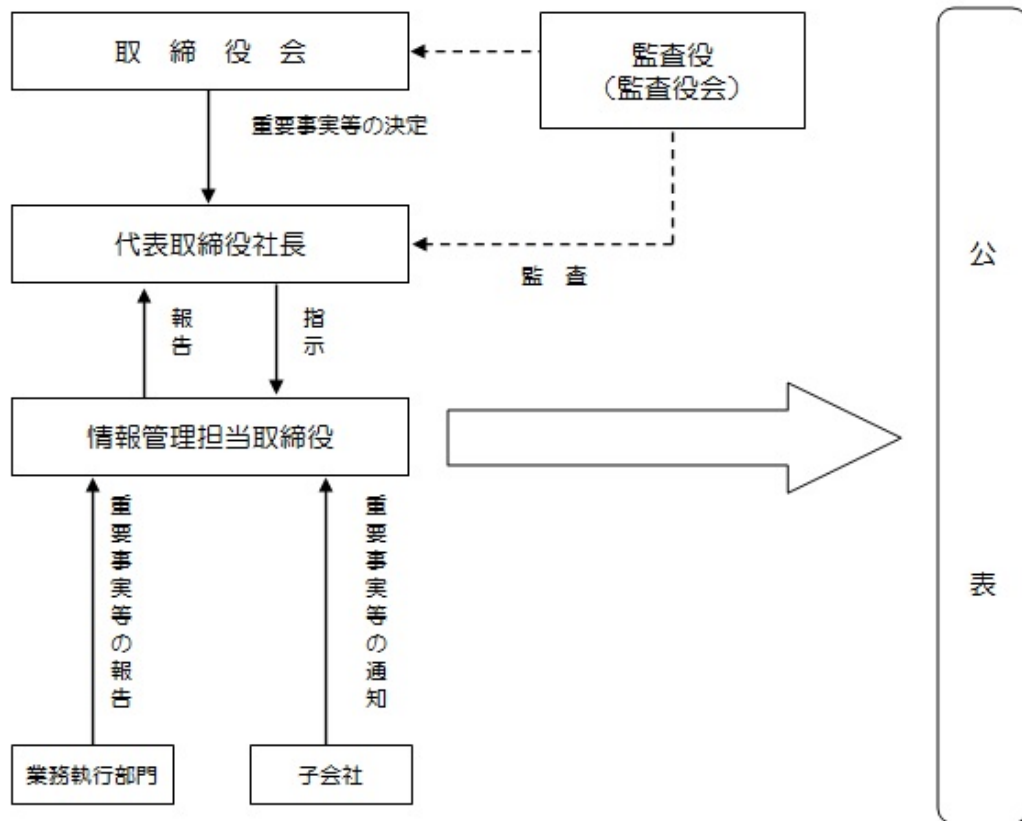 取　締　役　会
監査役
（監査役会）
重要事実等の決定
代表取締役社長
監　査
報告
指示
情報管理担当取締役
重要事実等の報告
重要事実等の通知
業務執行部門
子会社
公表